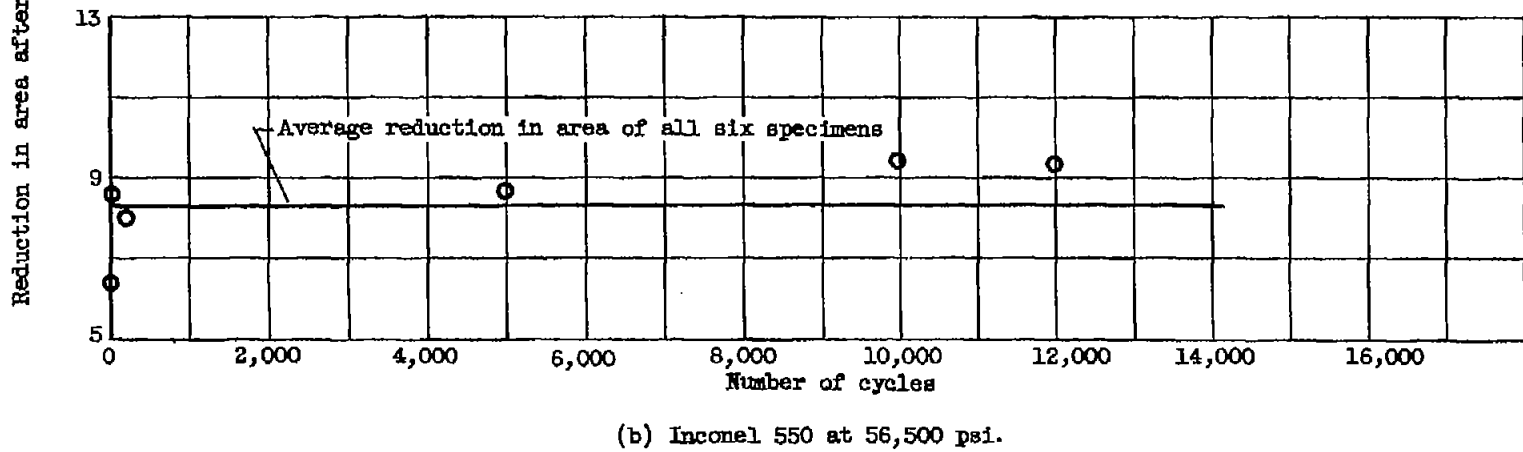 Reduction in area after
13
9
5
Average reduction in area of all six specimens
0 2,000 4,000 6,000 8,000 10,000 12,000 14,000 16,000
Number of cycles
(b) Inconel 550 at 56,500 psi.